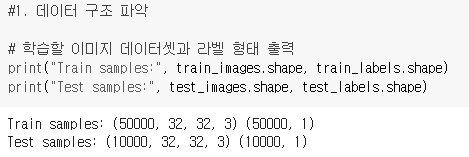 #1. 데이터 구조 파악
# 학습할 이미지 데이터셋과 라벨 형태 출력
print("Train samples:", train_images.shape, train_labels.shape)
print("Test samples:", test_images.shape, test_labels.shape)
Train samples: (50000, 32, 32, 3) (50000, 1)
Test samples: (10000, 32, 32, 3) (10000, 1)